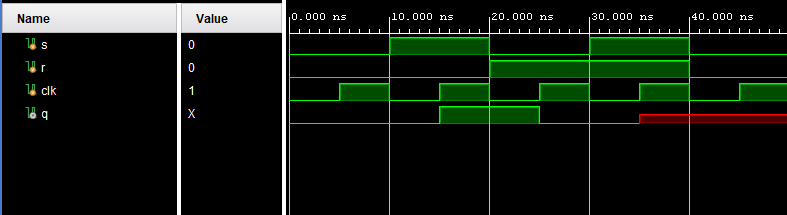 Name Value 0.000 ns 10.000 ns 20.000 ns 30.000 ns 40.000 ns
s 0
r 0
clk 1
q X